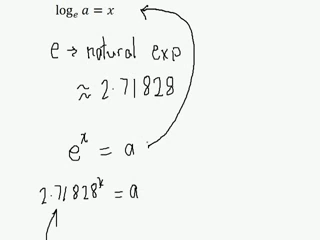 logₑ a = x
e → natural exp
≈ 2.71828
eˣ = a
2.71828ˣ = a